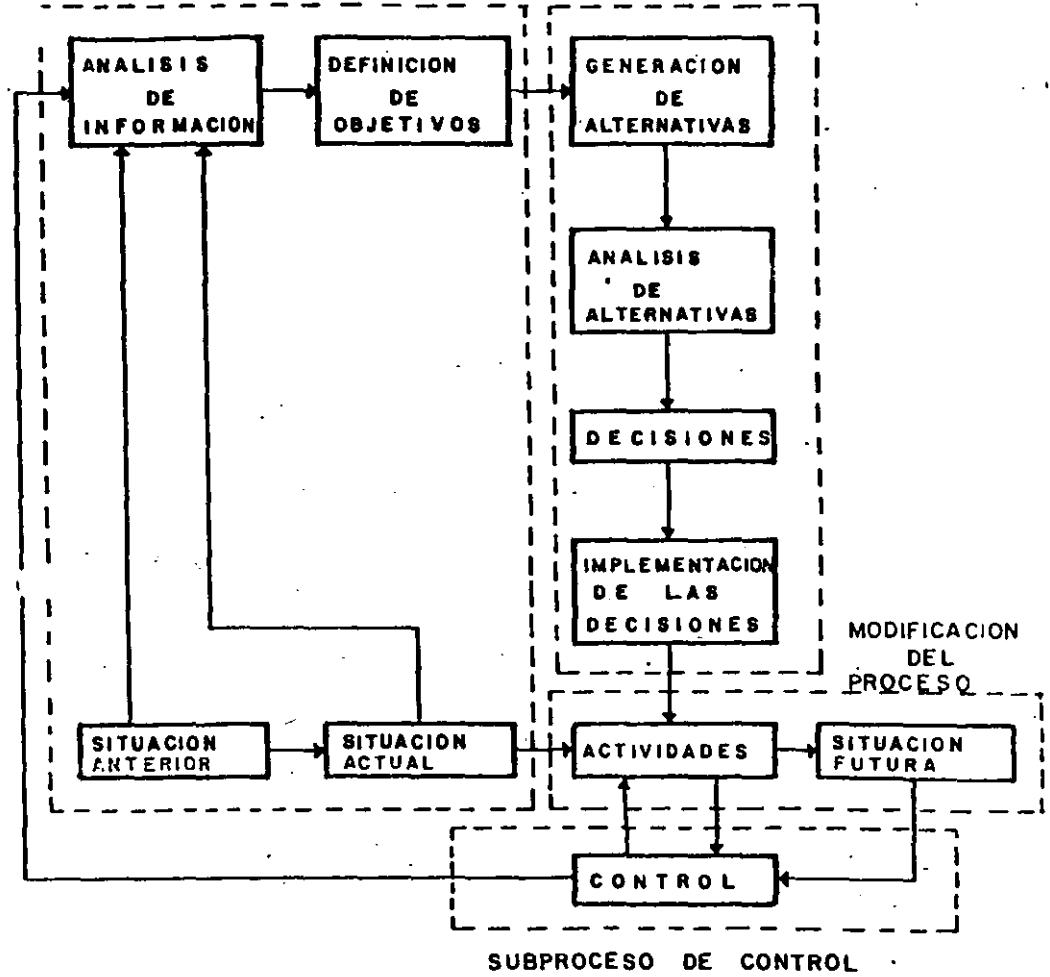 ANALISIS
DE
INFORMACION
DEFINICION
DE
OBJETIVOS
GENERACION
DE
ALTERNATIVAS
ANALISIS
DE
ALTERNATIVAS
DECISIONES
IMPLEMENTACION
DE LAS
DECISIONES
MODIFICACION
DEL
PROCESO
SITUACION
ANTERIOR
SITUACION
ACTUAL
ACTIVIDADES
SITUACION
FUTURA
CONTROL
SUBPROCESO DE CONTROL